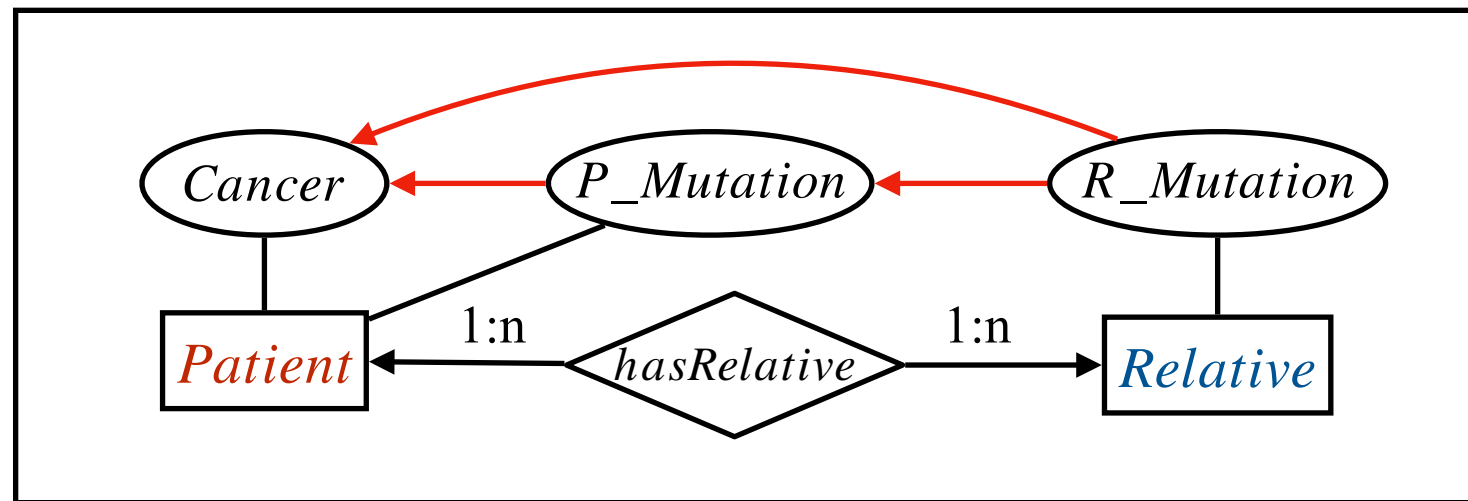 Cancer
P_Mutation
R_Mutation
1:n
1:n
Patient
hasRelative
Relative